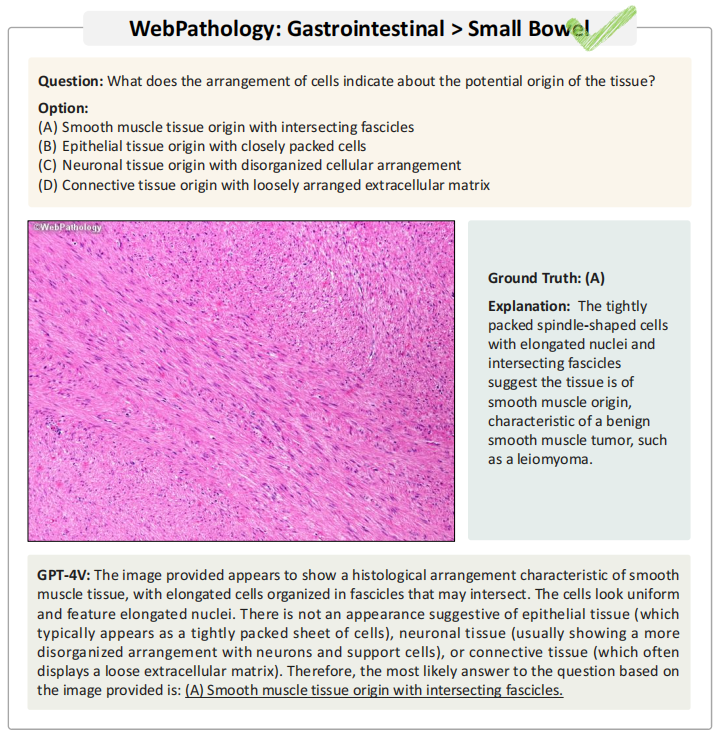 WebPathology: Gastrointestinal > Small Bowel
Question: What does the arrangement of cells indicate about the potential origin of the tissue?
Option:
(A) Smooth muscle tissue origin with intersecting fascicles
(B) Epithelial tissue origin with closely packed cells
(C) Neuronal tissue origin with disorganized cellular arrangement
(D) Connective tissue origin with loosely arranged extracellular matrix
©WebPathology
Ground Truth: (A)
Explanation: The tightly
packed spindle-shaped cells
with elongated nuclei and
intersecting fascicles
suggest the tissue is of
smooth muscle origin,
characteristic of a benign
smooth muscle tumor, such
as a leiomyoma.
GPT-4V: The image provided appears to show a histological arrangement characteristic of smooth
muscle tissue, with elongated cells organized in fascicles that may intersect. The cells look uniform
and feature elongated nuclei. There is not an appearance suggestive of epithelial tissue (which
typically appears as a tightly packed sheet of cells), neuronal tissue (usually showing a more
disorganized arrangement with neurons and support cells), or connective tissue (which often
displays a loose extracellular matrix). Therefore, the most likely answer to the question based on
the image provided is: (A) Smooth muscle tissue origin with intersecting fascicles.